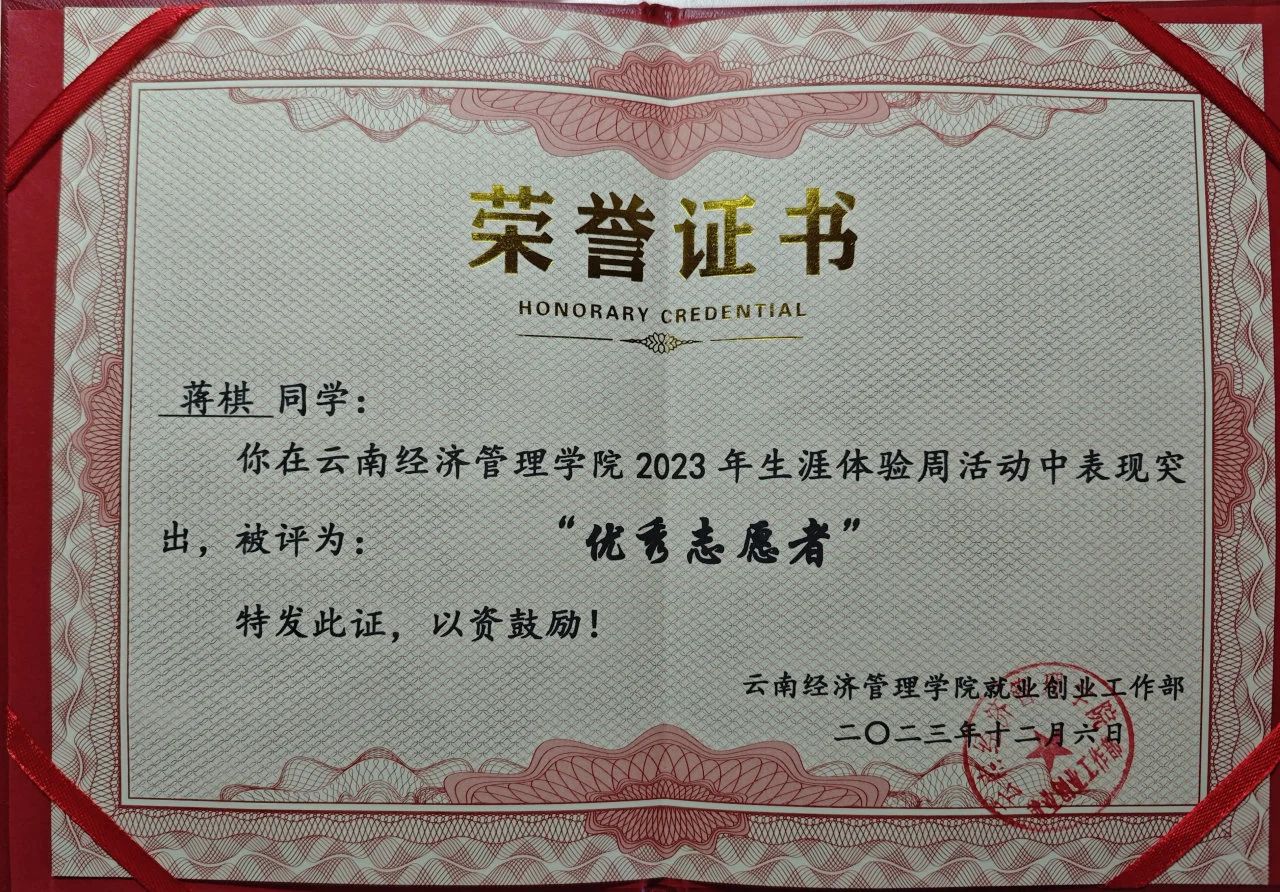 荣誉证书
HONORARY CREDENTIAL
蒋棋 同学：
你在云南经济管理学院2023年生涯体验周活动中表现突
出，被评为： “优秀志愿者”
特发此证，以资鼓励！
云南经济管理学院就业创业工作部
二〇二三年十二月六日